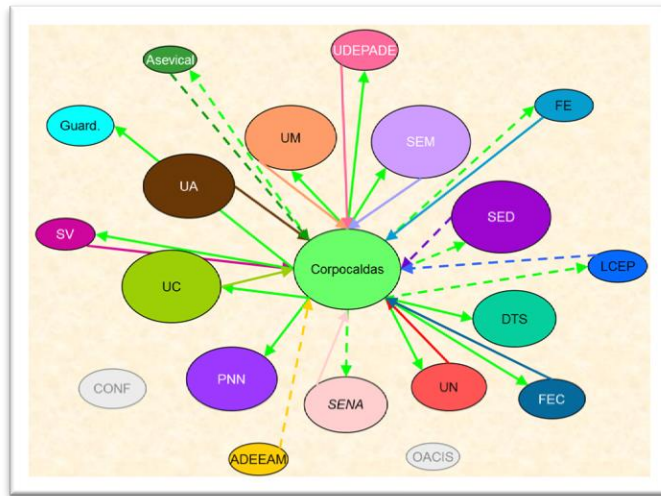 Asevical
UDEPADE
FE
Guard.
UM
SEM
UA
SED
SV
Corpocaldas
LCEP
UC
DTS
PNN
CONF
SENA
UN
FEC
ADEEAM
OACIS